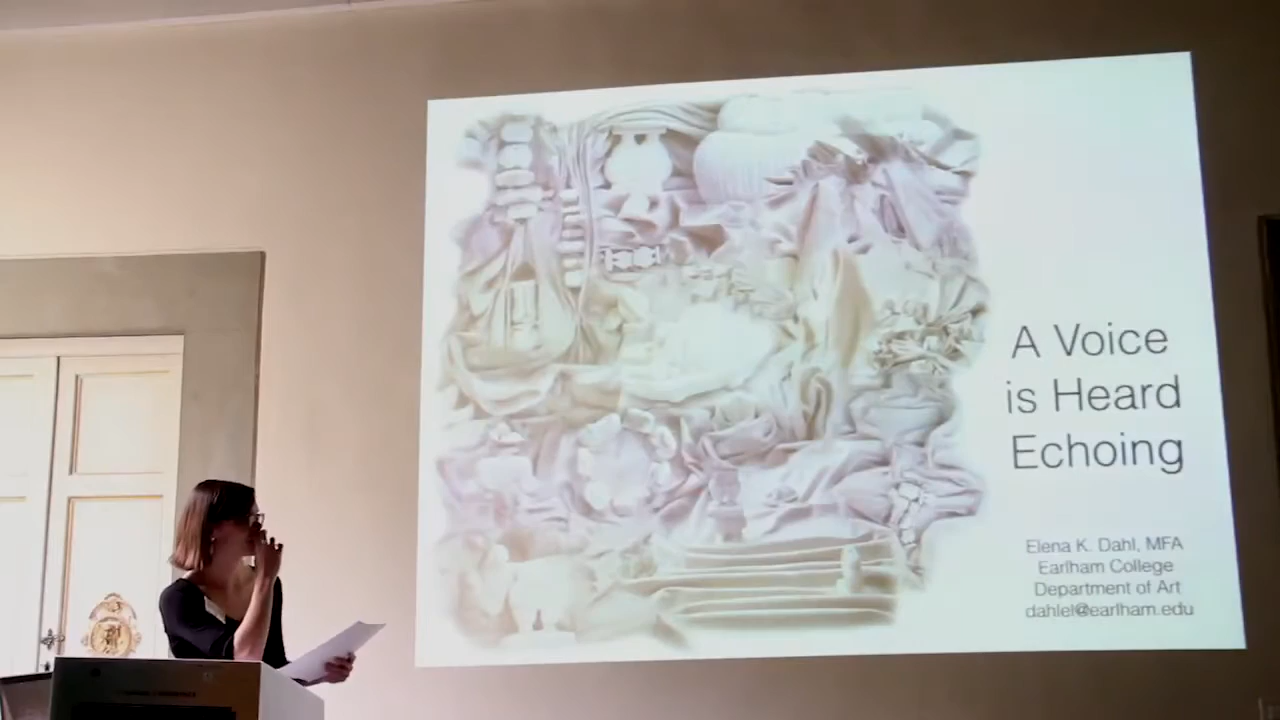 A Voice
is Heard
Echoing
Elena K. Dahl, MFA
Earlham College
Department of Art
dahlel@earlham.edu